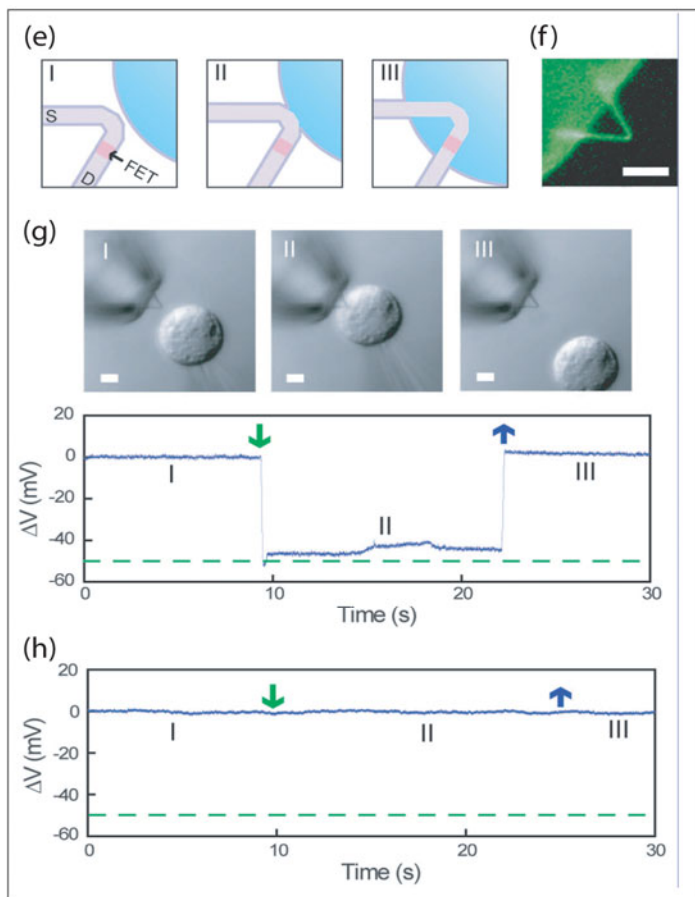 (e)
I
S
FET
D
II
III
(f)
(g)
I
II
III
20
0
-20
-40
-60
ΔV (mV)
I
II
III
0
10
20
30
Time (s)
(h)
20
0
-20
-40
-60
ΔV (mV)
I
II
III
0
10
20
30
Time (s)